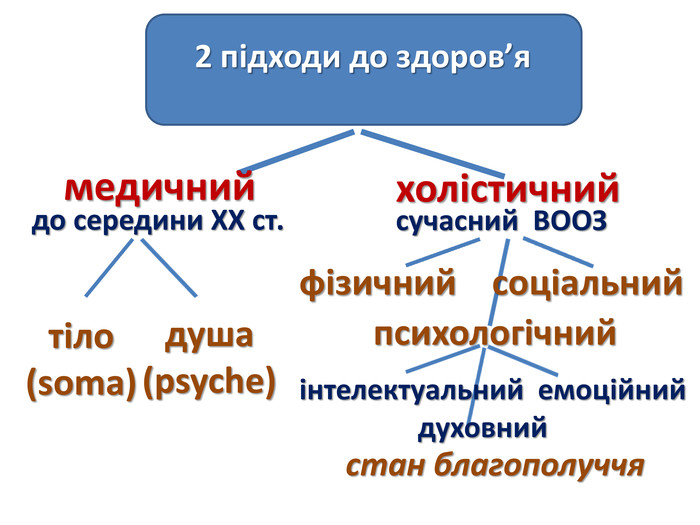 2 підходи до здоров’я
медичний
до середини ХХ ст.
холістичний
сучасний ВООЗ
тіло
(soma)
душа
(psyche)
фізичний соціальний
психологічний
інтелектуальний емоційний
духовний
стан благополуччя